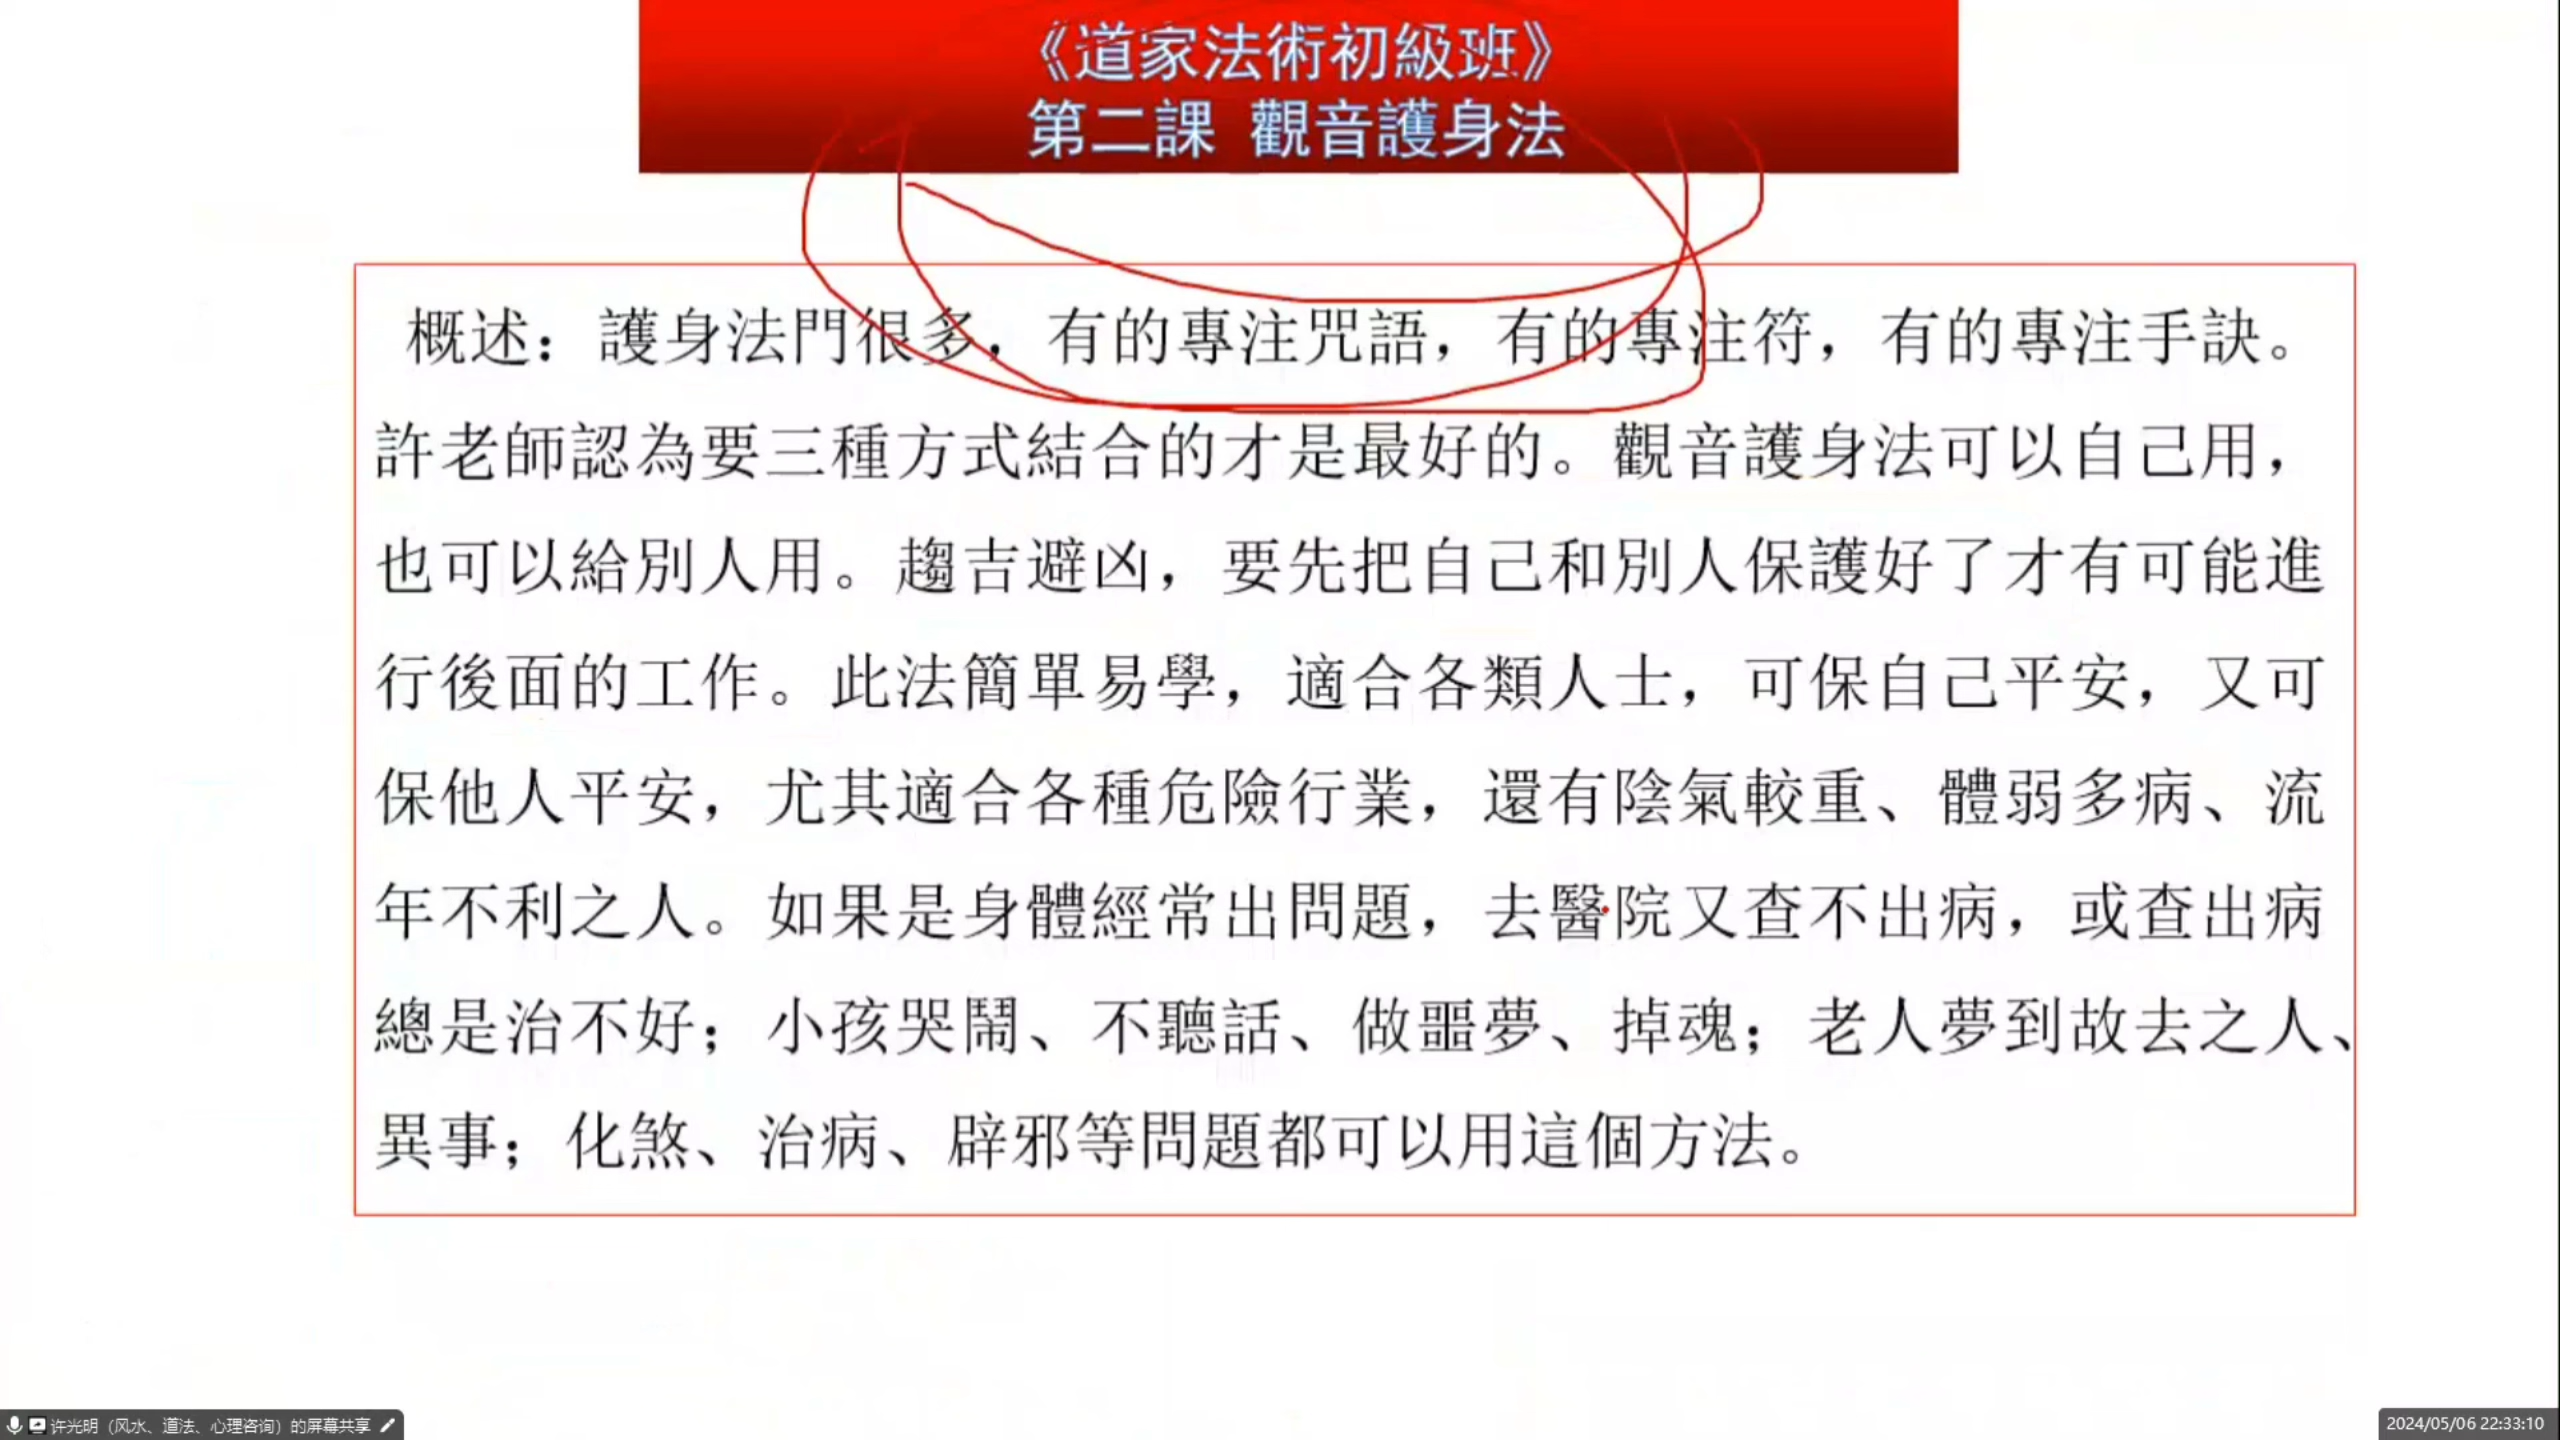 《道家法術初級班》
第二課 觀音護身法
概述：護身法門很多，有的專注咒語，有的專注符，有的專注手訣。
許老師認為要三種方式結合的才是最好的。觀音護身法可以自己用，
也可以給別人用。趨吉避凶，要先把自己和別人保護好了才有可能進
行後面的工作。此法簡單易學，適合各類人士，可保自己平安，又可
保他人平安，尤其適合各種危險行業，還有陰氣較重、體弱多病、流
年不利之人。如果是身體經常出問題，去醫院又查不出病，或查出病
總是治不好；小孩哭鬧、不聽話、做噩夢、掉魂；老人夢到故去之人、
異事；化煞、治病、辟邪等問題都可以用這個方法。
许光明（风水、道法、心理咨询）的屏幕共享
2024/05/06 22:33:10